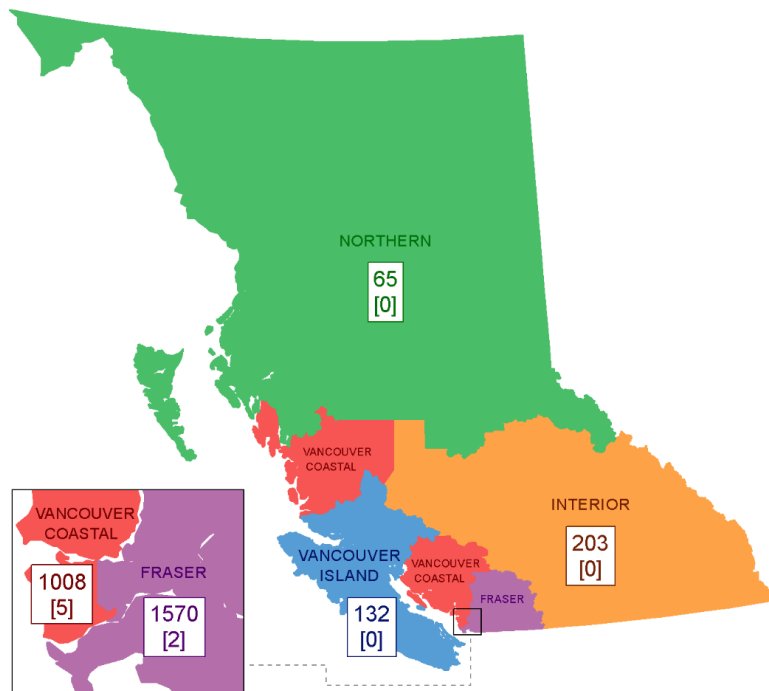 NORTHERN
65
[0]
VANCOUVER
COASTAL
INTERIOR
203
[0]
VANCOUVER
ISLAND
132
[0]
VANCOUVER
COASTAL
FRASER
VANCOUVER
COASTAL
1008
[5]
FRASER
1570
[2]